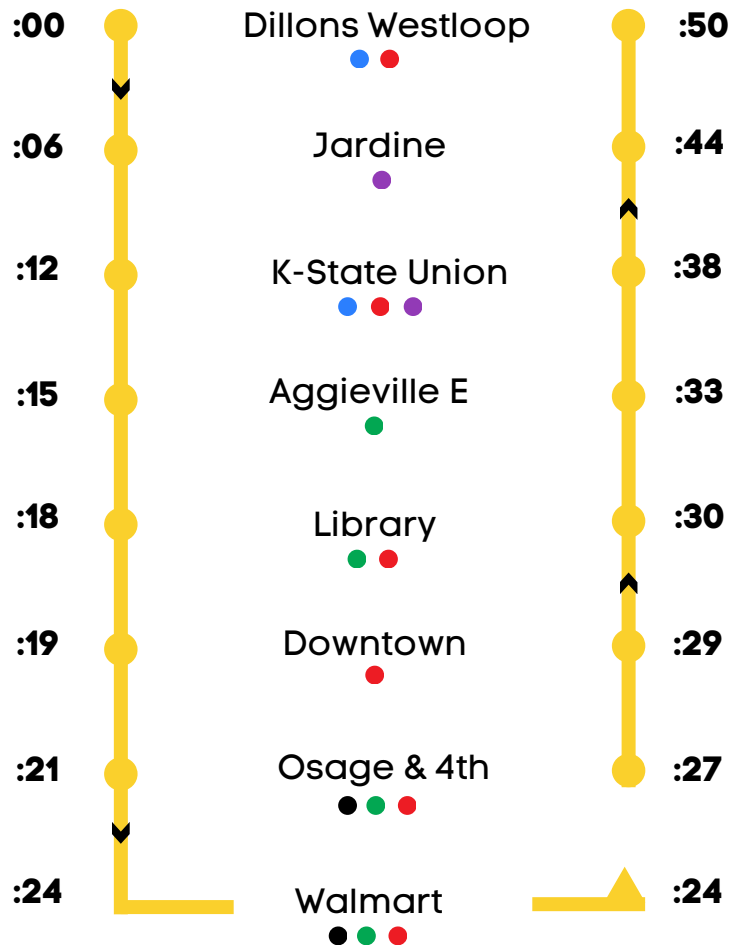 :00 Dillons Westloop :50
:06 Jardine :44
:12 K-State Union :38
:15 Aggieville E :33
:18 Library :30
:19 Downtown :29
:21 Osage & 4th :27
:24 Walmart :24